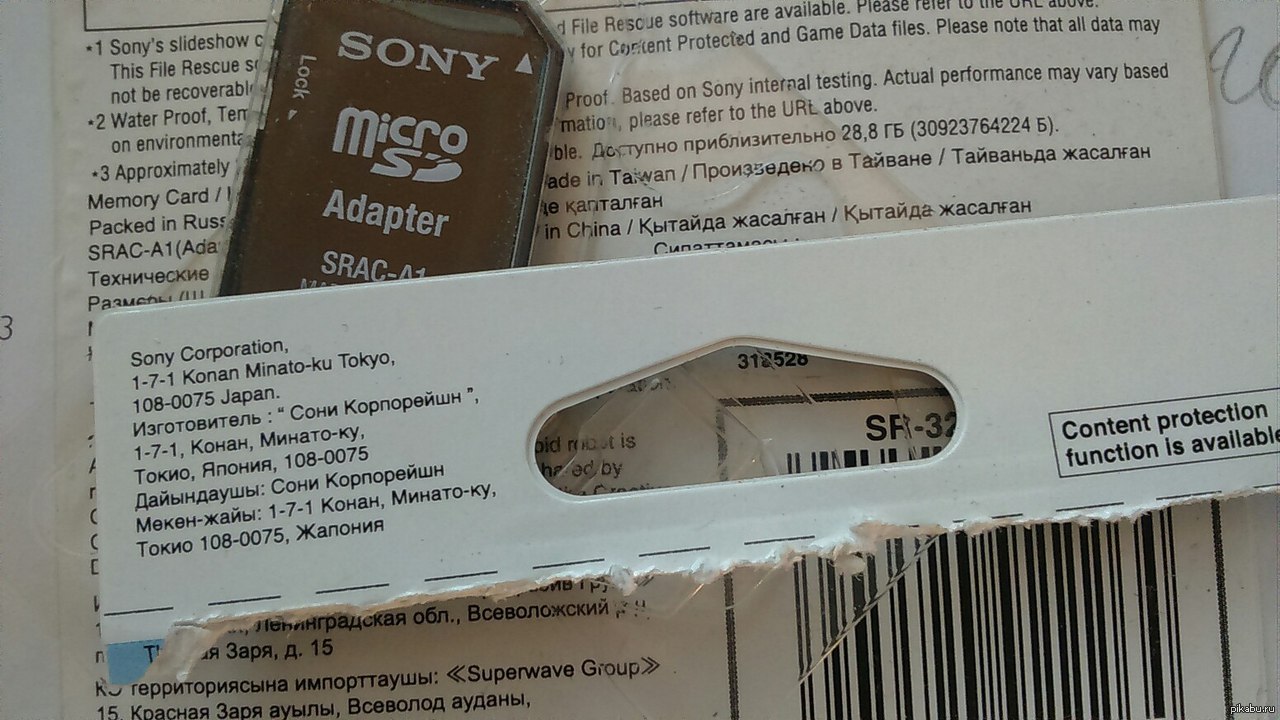 d File Rescue software are available. Please refer to the URL above.
*1 Sony's slideshow
y for Content Protected and Game Data files. Please note that all data may
This File Rescue
not be recoverable
*2 Water Proof,
Proof. Based on Sony internal testing. Actual performance may vary based
on
please refer to the URL above.
*3 Approximately
ble. Доступно приблизительно 28,8 ГБ (30923764224 Б).
Memory Card /
ade in Taiwan / Произведено в Тайване / Тайваньда жасалған
Packed in
де қапталған
SRAC-A1(Ada
in China / Қытайда жасалған / Қытайда жасалған
Технические
Размеры
SONY
Lock
Micro
SD
Adapter
SRAC-A1
Sony Corporation,
1-7-1 Konan Minato-ku Tokyo,
108-0075 Japan.
Изготовитель : “ Сони Корпорейшн ”,
1-7-1, Конан, Минато-ку,
Токио, Япония, 108-0075
Дайындаушы: Сони Корпорейшн
Мекен-жайы: 1-7-1 Конан, Минато-ку,
Токио 108-0075, Жапония
318528
SR-32
robot is
by
Content protection
function is available
Ленинградская обл., Всеволожский
ая Заря, д. 15
территориясына импорттаушы: ≪Superwave Group≫
15, Красная Заря ауылы, Всеволод ауданы,
pikabu.ru